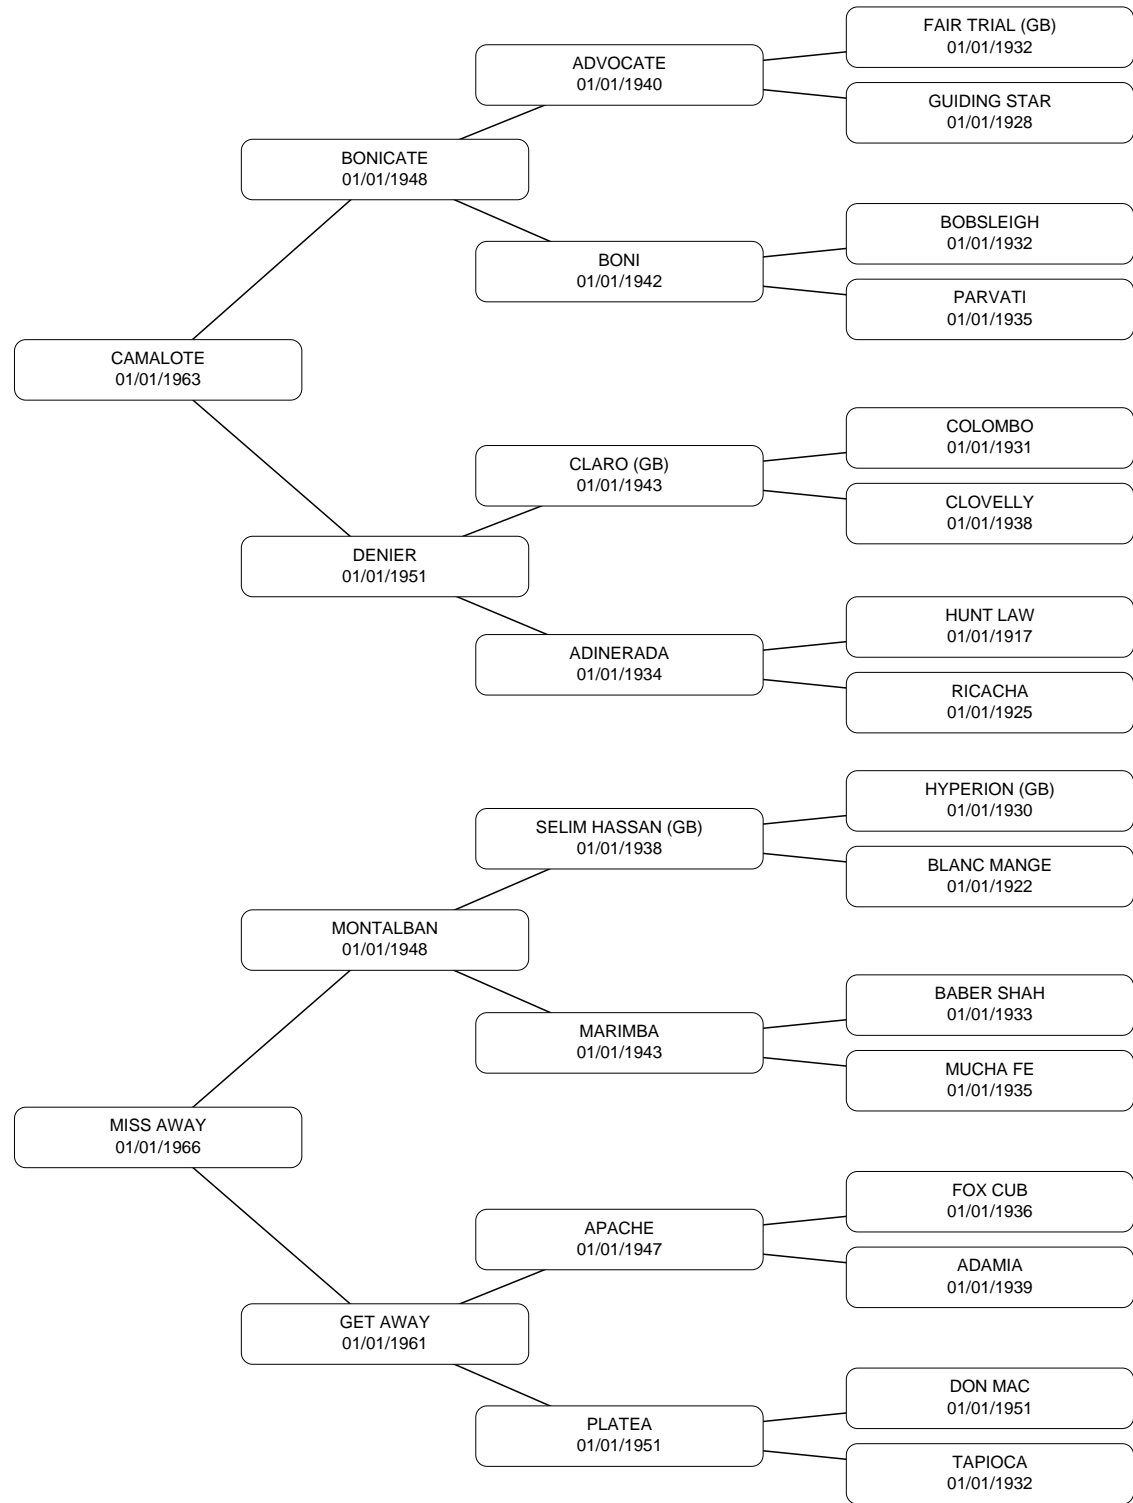 FAIR TRIAL (GB)
01/01/1932
ADVOCATE
01/01/1940
GUIDING STAR
01/01/1928
BONICATE
01/01/1948
BOBSLEIGH
01/01/1932
BONI
01/01/1942
PARVATI
01/01/1935
CAMALOTE
01/01/1963
COLOMBO
01/01/1931
CLARO (GB)
01/01/1943
CLOVELLY
01/01/1938
DENIER
01/01/1951
HUNT LAW
01/01/1917
ADINERADA
01/01/1934
RICACHA
01/01/1925
HYPERION (GB)
01/01/1930
SELIM HASSAN (GB)
01/01/1938
BLANC MANGE
01/01/1922
MONTALBAN
01/01/1948
BABER SHAH
01/01/1933
MARIMBA
01/01/1943
MUCHA FE
01/01/1935
MISS AWAY
01/01/1966
FOX CUB
01/01/1936
APACHE
01/01/1947
ADAMIA
01/01/1939
GET AWAY
01/01/1961
DON MAC
01/01/1951
PLATEA
01/01/1951
TAPIOCA
01/01/1932